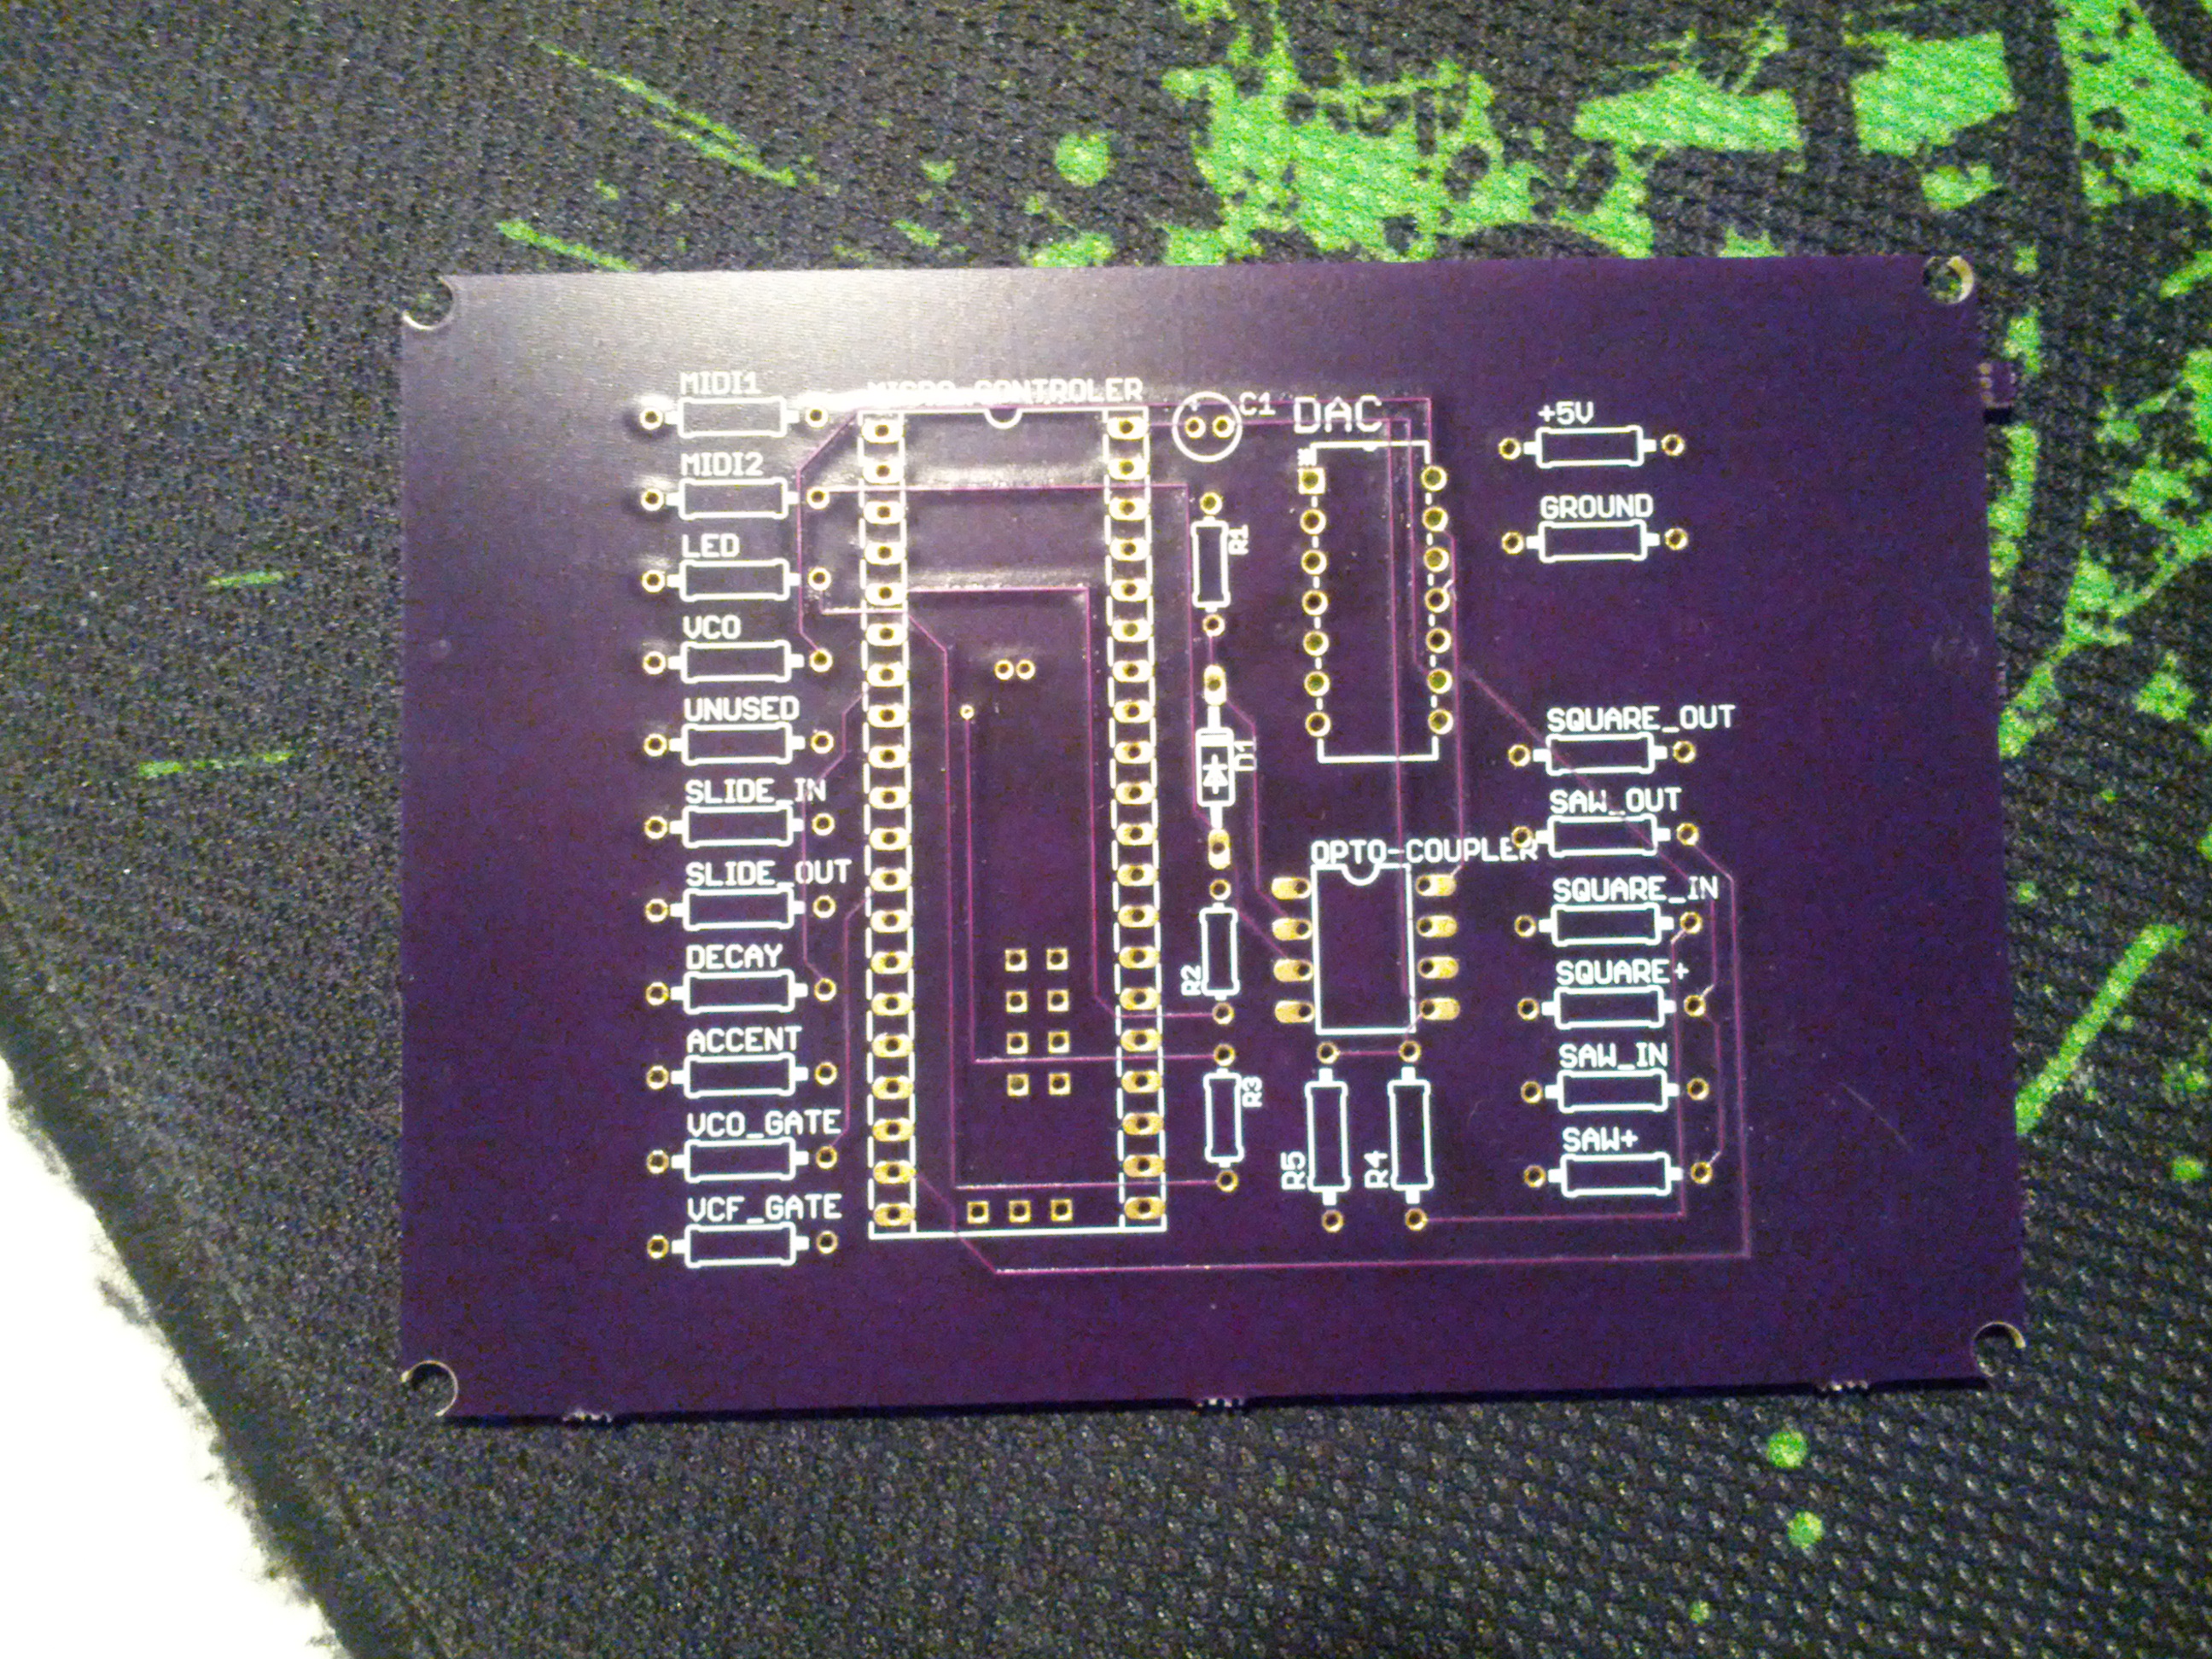 MIDI1
MIDI2
LED
VCO
UNUSED
SLIDE_IN
SLIDE_OUT
DECAY
ACCENT
VCO_GATE
VCF_GATE
MICRO-CONTROLER
C1
R1
D1
R2
R3
DAC
OPTO-COUPLER
R5
R4
+5V
GROUND
SQUARE_OUT
SAW_OUT
SQUARE_IN
SQUARE+
SAW_IN
SAW+